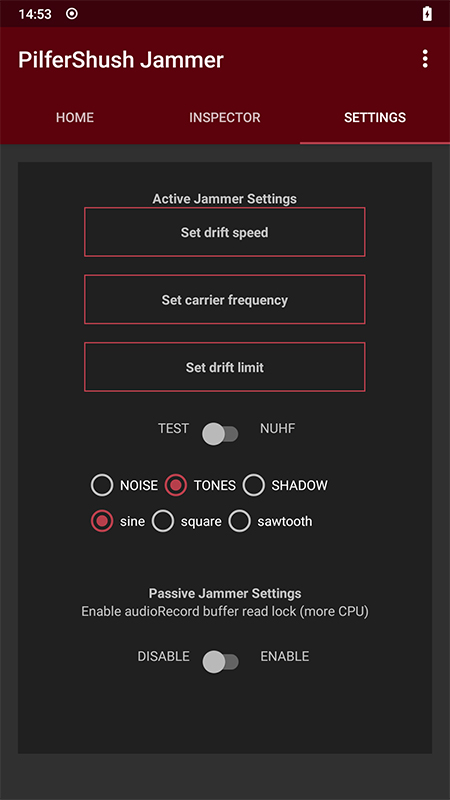 14:53
PilferShush Jammer
HOME INSPECTOR SETTINGS
Active Jammer Settings
Set drift speed
Set carrier frequency
Set drift limit
TEST NUHF
NOISE TONES SHADOW
sine square sawtooth
Passive Jammer Settings
Enable audioRecord buffer read lock (more CPU)
DISABLE ENABLE